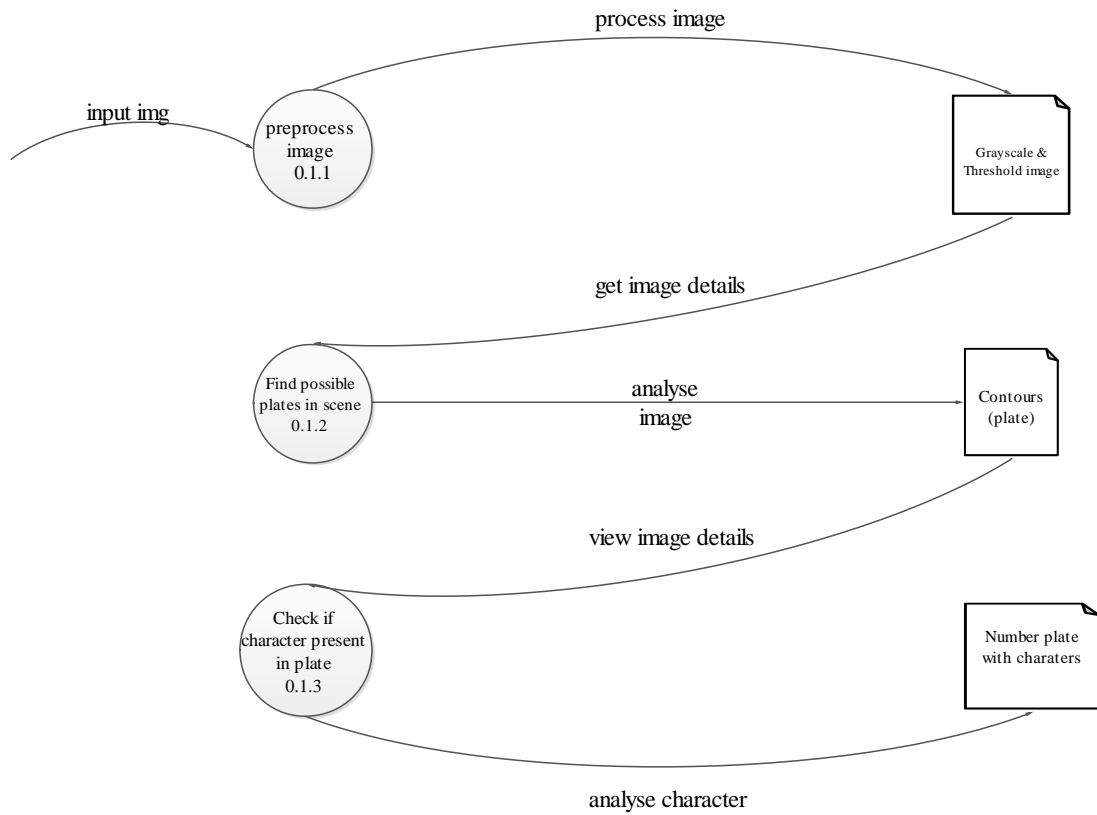 process image
input img
preprocess
image
0.1.1
Grayscale &
Threshold image
get image details
Find possible
plates in scene
0.1.2
analyse
image
Contours
(plate)
view image details
Check if
character present
in plate
0.1.3
Number plate
with charaters
analyse character